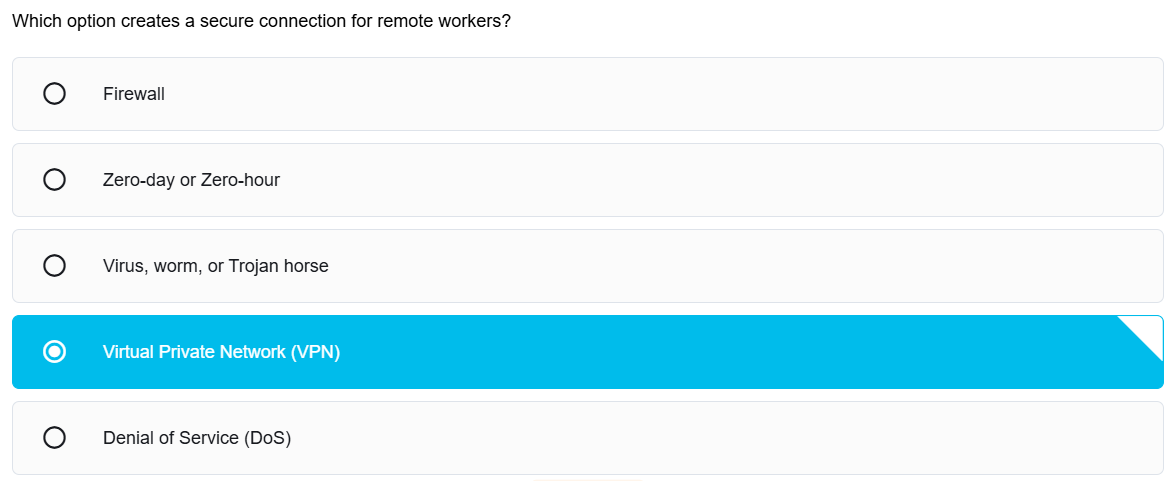 Which option creates a secure connection for remote workers?
Firewall
Zero-day or Zero-hour
Virus, worm, or Trojan horse
Virtual Private Network (VPN)
Denial of Service (DoS)